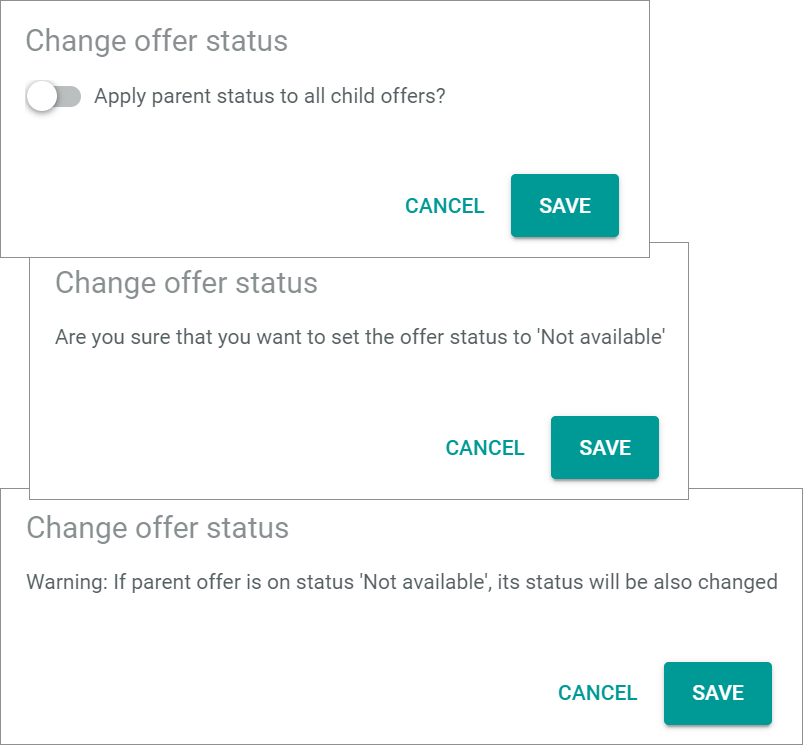 Change offer status
Apply parent status to all child offers?
CANCEL SAVE
Change offer status
Are you sure that you want to set the offer status to 'Not available'
CANCEL SAVE
Change offer status
Warning: If parent offer is on status 'Not available', its status will be also changed
CANCEL SAVE